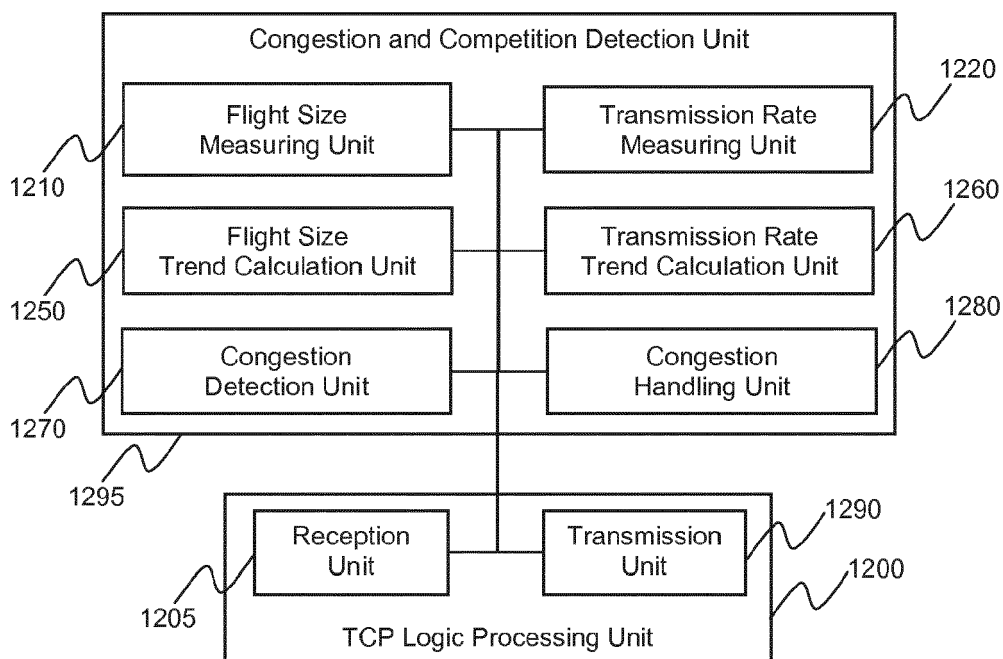 Congestion and Competition Detection Unit
1220
Flight Size
Measuring Unit
Transmission Rate
Measuring Unit
1210
1260
Flight Size
Trend Calculation Unit
Transmission Rate
Trend Calculation Unit
1250
1280
Congestion
Detection Unit
Congestion
Handling Unit
1270
1295
1290
Reception
Unit
Transmission
Unit
1200
1205
TCP Logic Processing Unit